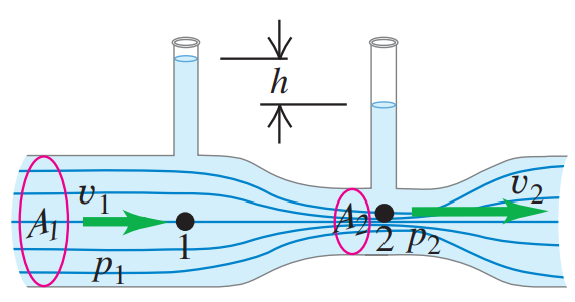 h
v₁
A₁
1
p₁
v₂
A₂
2
p₂